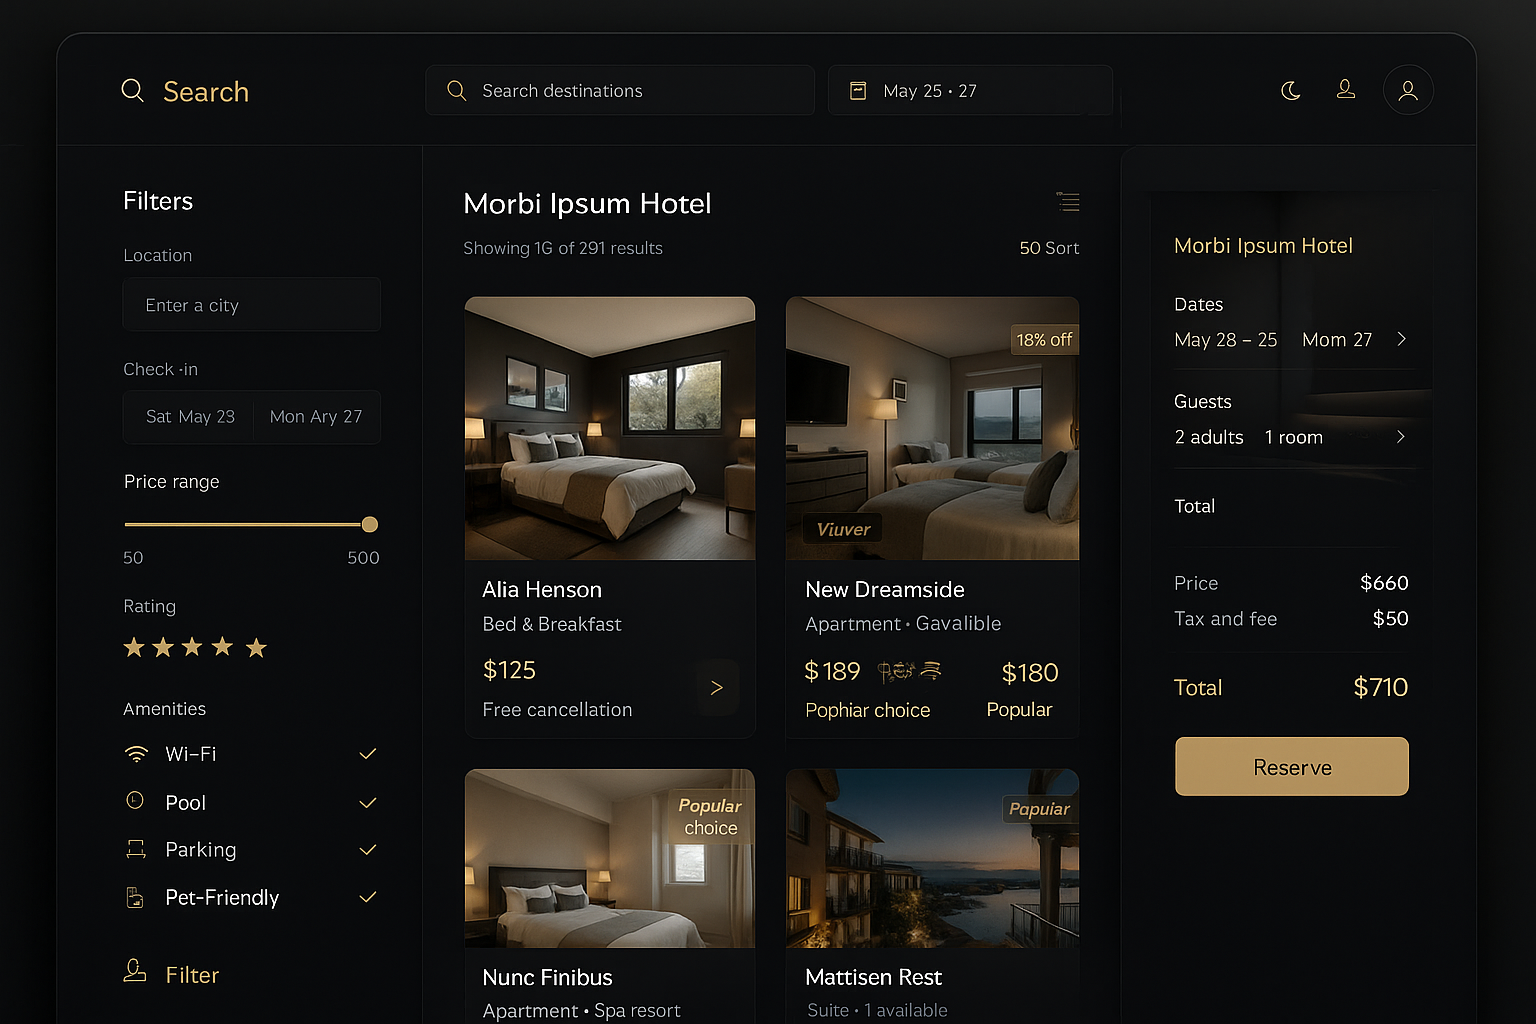 Search
Search destinations
May 25 • 27
Filters
Location
Enter a city
Check -in
Sat May 23
Mon Ary 27
Price range
50
500
Rating
Amenities
Wi-Fi
Pool
Parking
Pet-Friendly
Filter
Morbi Ipsum Hotel
Showing 1G of 291 results
50 Sort
Alia Henson
Bed & Breakfast
$125
>
Free cancellation
18% off
Viuver
New Dreamside
Apartment • Gavalible
$189
$180
Pophiar choice
Popular
Popular
choice
Nunc Finibus
Apartment • Spa resort
Papuiar
Mattisen Rest
Suite • 1 available
Morbi Ipsum Hotel
Dates
May 28 – 25 Mom 27 >
Guests
2 adults 1 room >
Total
Price $660
Tax and fee $50
Total $710
Reserve